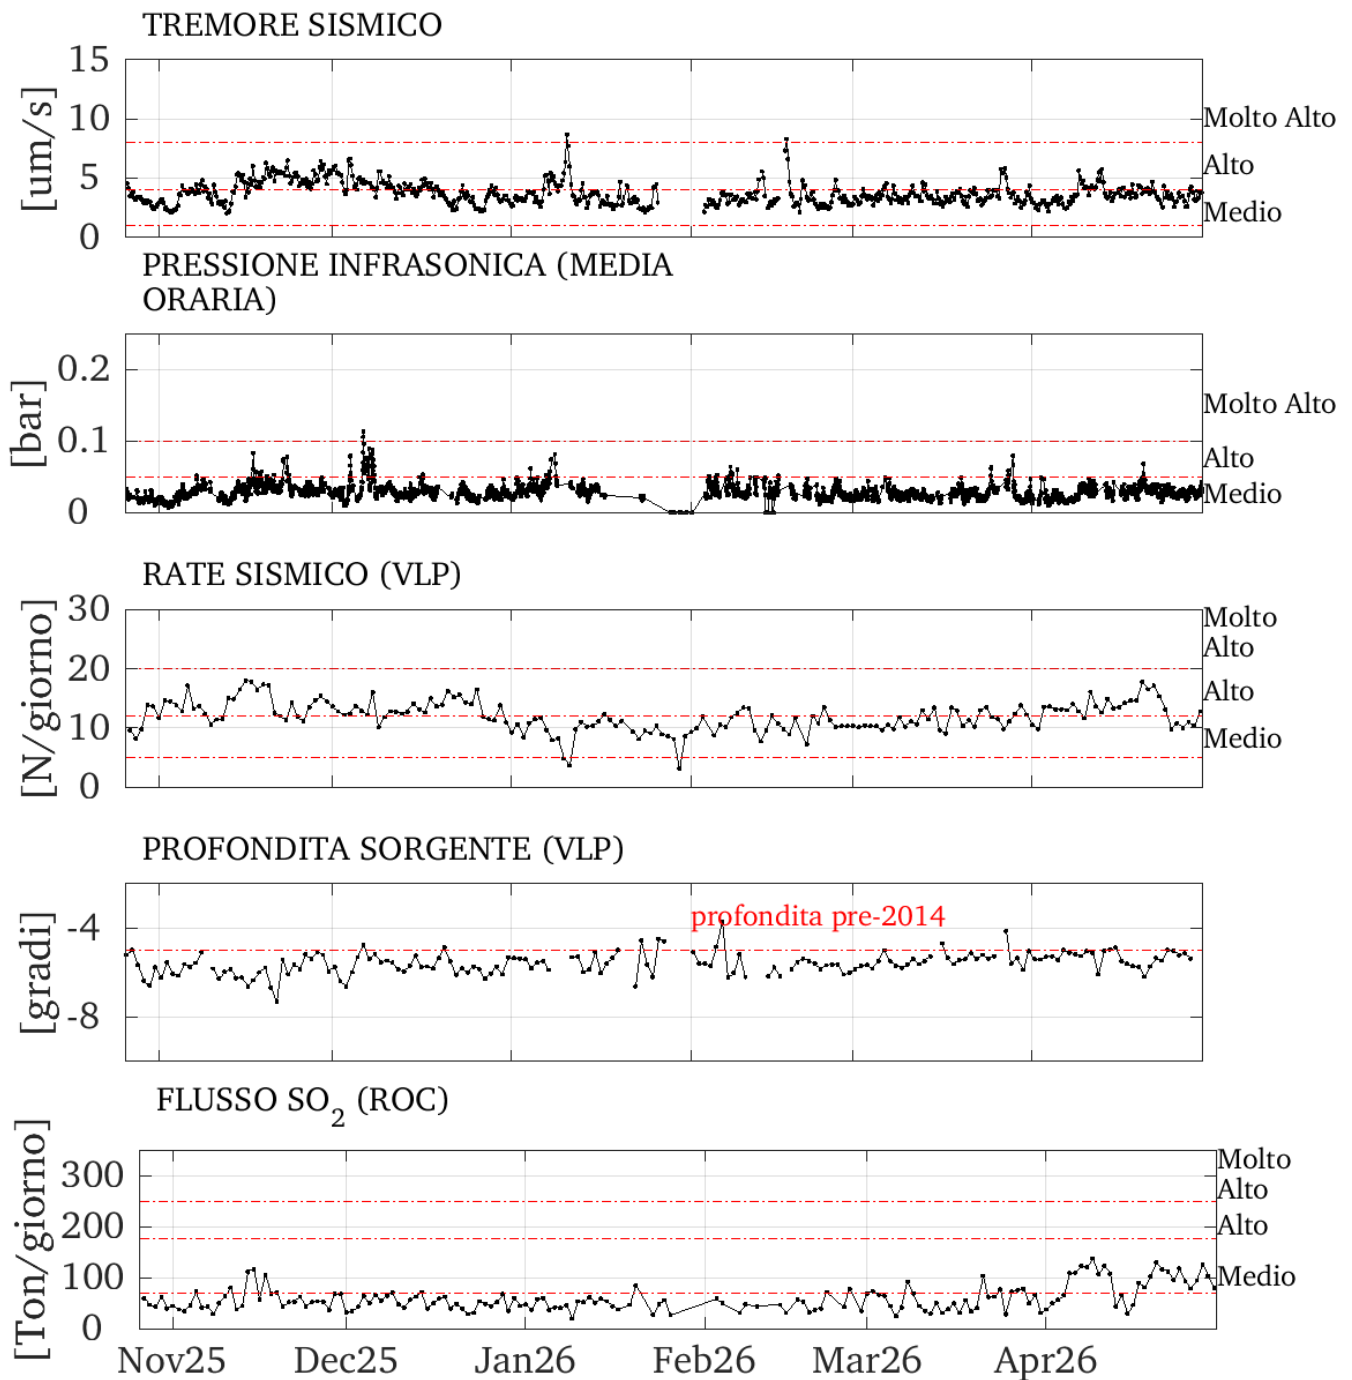 TREMORE SISMICO
15
10
5
0
[um/s]
Molto Alto
Alto
Medio
PRESSIONE INFRASONICA (MEDIA
ORARIA)
0.2
0.1
0
[bar]
Molto Alto
Alto
Medio
RATE SISMICO (VLP)
30
20
10
0
[N/giorno]
Molto
Alto
Alto
Medio
PROFONDITA SORGENTE (VLP)
-4
-8
[gradi]
profondita pre-2014
FLUSSO SO2 (ROC)
300
200
100
0
[Ton/giorno]
Molto
Alto
Alto
Medio
Nov25 Dec25 Jan26 Feb26 Mar26 Apr26